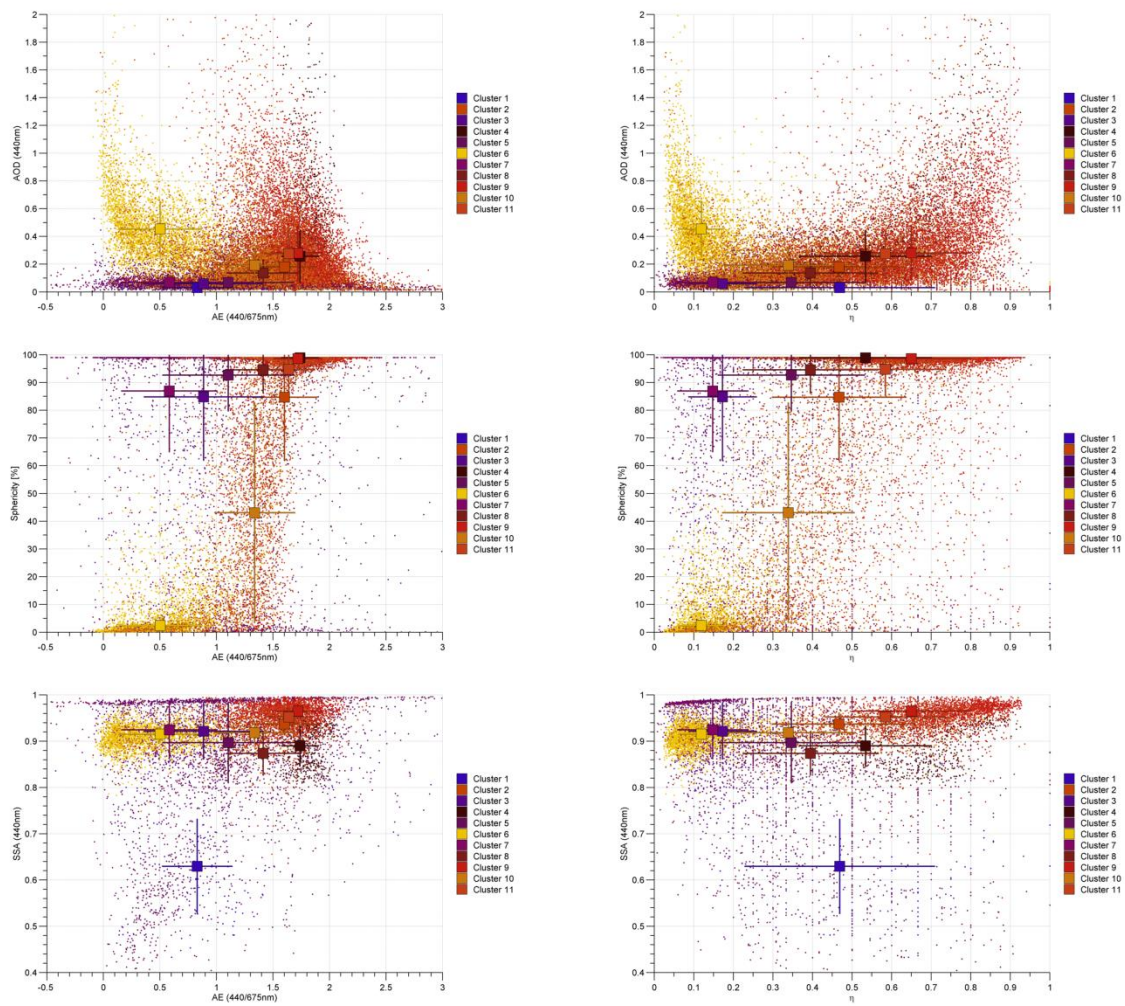 AOD (440nm)
2
1.8
1.6
1.4
1.2
1
0.8
0.6
0.4
0.2
0
-0.5 0 0.5 1 1.5 2 2.5 3
AE (440/675nm)
Cluster 1
Cluster 2
Cluster 3
Cluster 4
Cluster 5
Cluster 6
Cluster 7
Cluster 8
Cluster 9
Cluster 10
Cluster 11
AOD (440nm)
2
1.8
1.6
1.4
1.2
1
0.8
0.6
0.4
0.2
0
0 0.1 0.2 0.3 0.4 0.5 0.6 0.7 0.8 0.9 1
η
Cluster 1
Cluster 2
Cluster 3
Cluster 4
Cluster 5
Cluster 6
Cluster 7
Cluster 8
Cluster 9
Cluster 10
Cluster 11
Sphericity [%]
100
90
80
70
60
50
40
30
20
10
0
-0.5 0 0.5 1 1.5 2 2.5 3
AE (440/675nm)
Cluster 1
Cluster 2
Cluster 3
Cluster 4
Cluster 5
Cluster 6
Cluster 7
Cluster 8
Cluster 9
Cluster 10
Cluster 11
Sphericity [%]
100
90
80
70
60
50
40
30
20
10
0
0 0.1 0.2 0.3 0.4 0.5 0.6 0.7 0.8 0.9 1
η
Cluster 1
Cluster 2
Cluster 3
Cluster 4
Cluster 5
Cluster 6
Cluster 7
Cluster 8
Cluster 9
Cluster 10
Cluster 11
SSA (440nm)
1
0.9
0.8
0.7
0.6
0.5
0.4
-0.5 0 0.5 1 1.5 2 2.5 3
AE (440/675nm)
Cluster 1
Cluster 2
Cluster 3
Cluster 4
Cluster 5
Cluster 6
Cluster 7
Cluster 8
Cluster 9
Cluster 10
Cluster 11
SSA (440nm)
1
0.9
0.8
0.7
0.6
0.5
0.4
0 0.1 0.2 0.3 0.4 0.5 0.6 0.7 0.8 0.9 1
η
Cluster 1
Cluster 2
Cluster 3
Cluster 4
Cluster 5
Cluster 6
Cluster 7
Cluster 8
Cluster 9
Cluster 10
Cluster 11